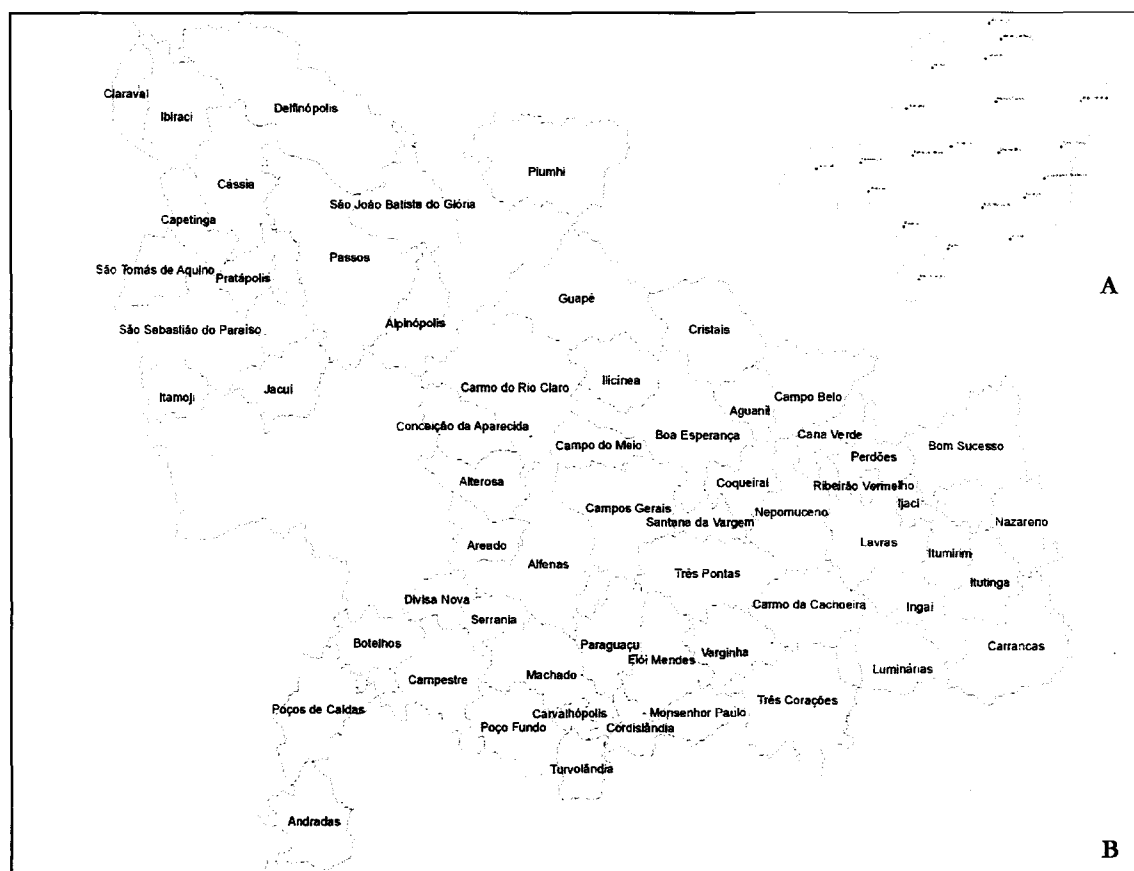 Claraval
Ibiraci
Delfinópolis
Piumhi
Cássia
São João Batista do Glória
Capetinga
Passos
São Tomás de Aquino
Pratápolis
A
Guapé
São Sebastião do Paraíso
Alpinópolis
Cristais
Ilicínea
Carmo do Rio Claro
Jacuí
Itamoji
Campo Belo
Aguanil
Conceição da Aparecida
Boa Esperança
Cana Verde
Campo do Meio
Bom Sucesso
Perdões
Alterosa
Coqueiral
Ribeirão Vermelho
Ijaci
Campos Gerais
Nepomuceno
Santana da Vargem
Nazareno
Lavras
Areado
Itumirim
Alfenas
Três Pontas
Itutinga
Divisa Nova
Carmo da Cachoeira
Ingaí
Serrania
Botelhos
Paraguaçu
Elói Mendes
Varginha
Carrancas
Luminárias
Campestre
Machado
Três Corações
Poços de Caldas
Carvalhópolis
Monsenhor Paulo
Poço Fundo
Cordislândia
Turvolândia
Andradas
B